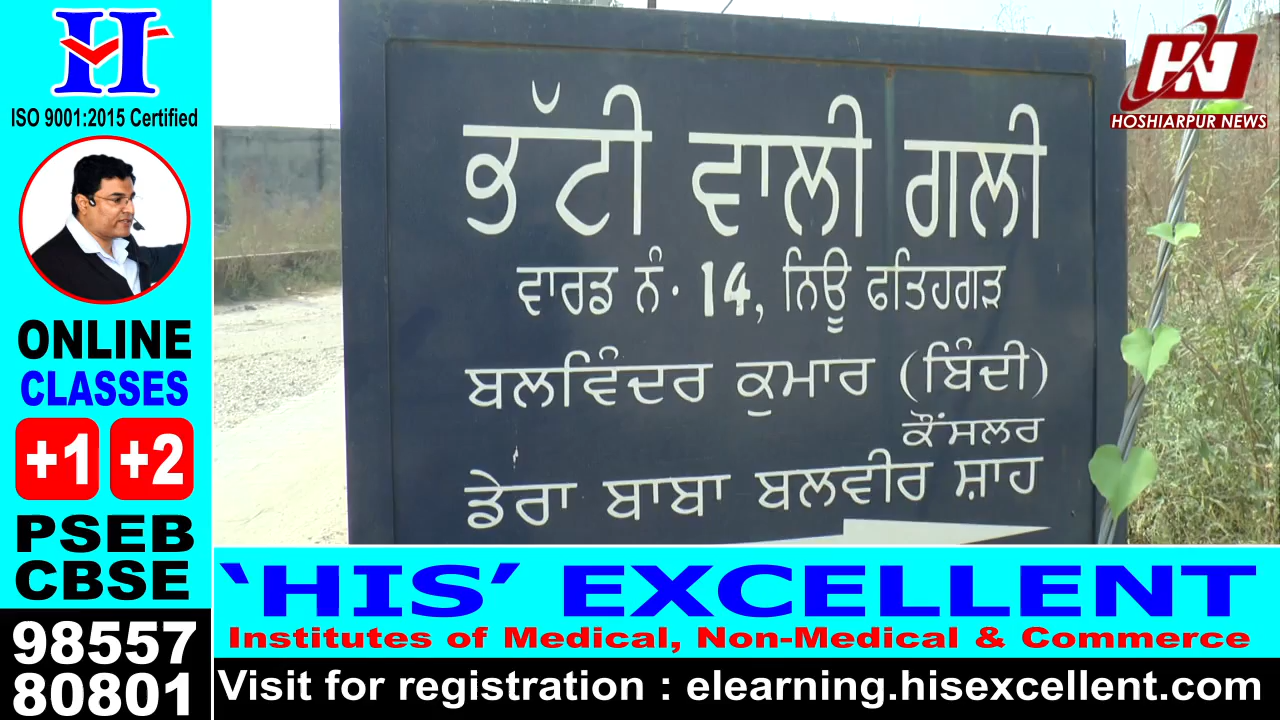 H
ISO 9001:2015 Certified
ONLINE
CLASSES
+1 +2
PSEB
CBSE
98557
80801
ਭੱਟੀ ਵਾਲੀ ਗਲੀ
ਵਾਰਡ ਨੰ. 14, ਨਿਊ ਫਤਿਹਗੜ
ਬਲਵਿੰਦਰ ਕੁਮਾਰ (ਬਿੰਦੀ)
ਕੌਂਸਲਰ
ਡੇਰਾ ਬਾਬਾ ਬਲਵੀਰ ਸ਼ਾਹ
HN
HOSHIARPUR NEWS
‘HIS’ EXCELLENT
Institutes of Medical, Non-Medical & Commerce
Visit for registration : elearning.hisexcellent.com